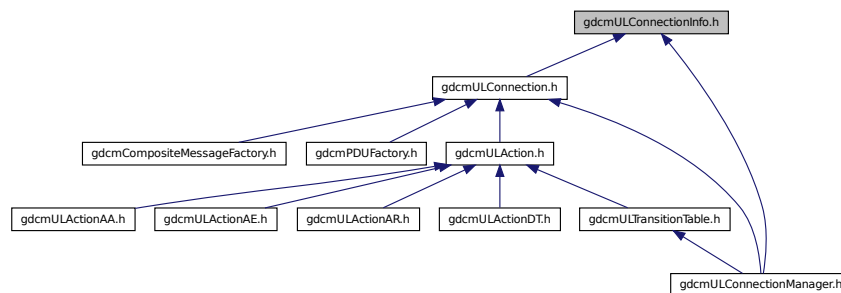 gdcmULConnectionInfo.h
gdcmULConnection.h
gdcmCompositeMessageFactory.h
gdcmPDUFactory.h
gdcmULAction.h
gdcmULActionAA.h
gdcmULActionAE.h
gdcmULActionAR.h
gdcmULActionDT.h
gdcmULTransitionTable.h
gdcmULConnectionManager.h